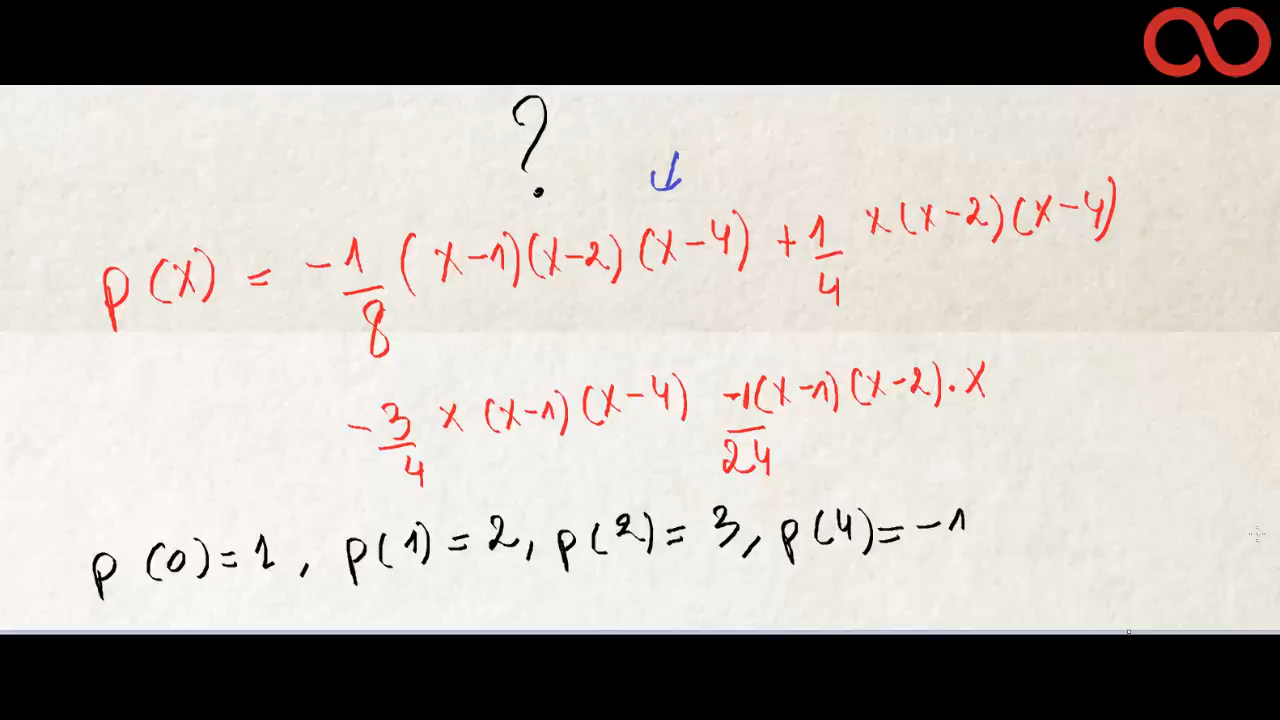 ?
↓
p(x) = -1/8 (x-1)(x-2)(x-4) + 1/4 x(x-2)(x-4)
-3/4 x (x-1)(x-4) -1/24 (x-1)(x-2).x
p(0)=1, p(1)=2, p(2)=3, p(4)=-1